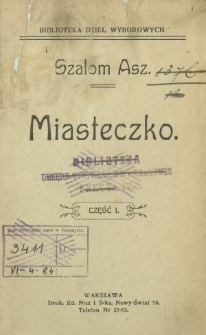 BIBLIOTEKA DZIEŁ WYBOROWYCH.
Szalom Asz.
Miasteczko.
BIBLIOTEKA
CZĘŚĆ I.
3411
VI-4-84
WARSZAWA
Druk. Ed. Nicz i S-ka, Nowy-Świat 70.
Telefon Nr 27-93.